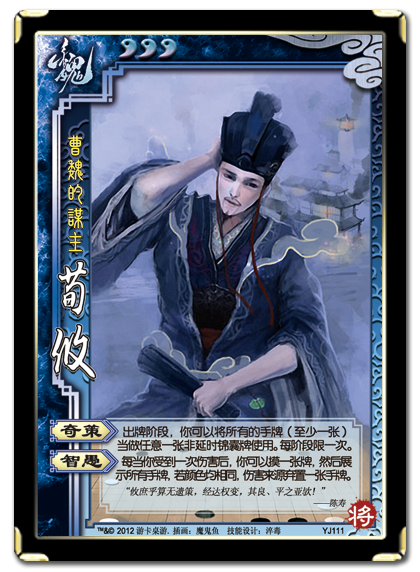 魏
曹魏的謀主
荀攸
奇策
出牌阶段，你可以将所有的手牌（至少一张）
当做任意一张非延时锦囊牌使用。每阶段限一次。
智愚
每当你受到一次伤害后，你可以摸一张牌，然后展
示所有手牌，若颜色均相同，伤害来源弃置一张手牌。
“攸庶乎算无遗策，经达权变，其良、平之亚欤！”
——陈寿
将
™&© 2012 游卡桌游. 插画：魔鬼鱼 技能设计：淬毒 YJ111